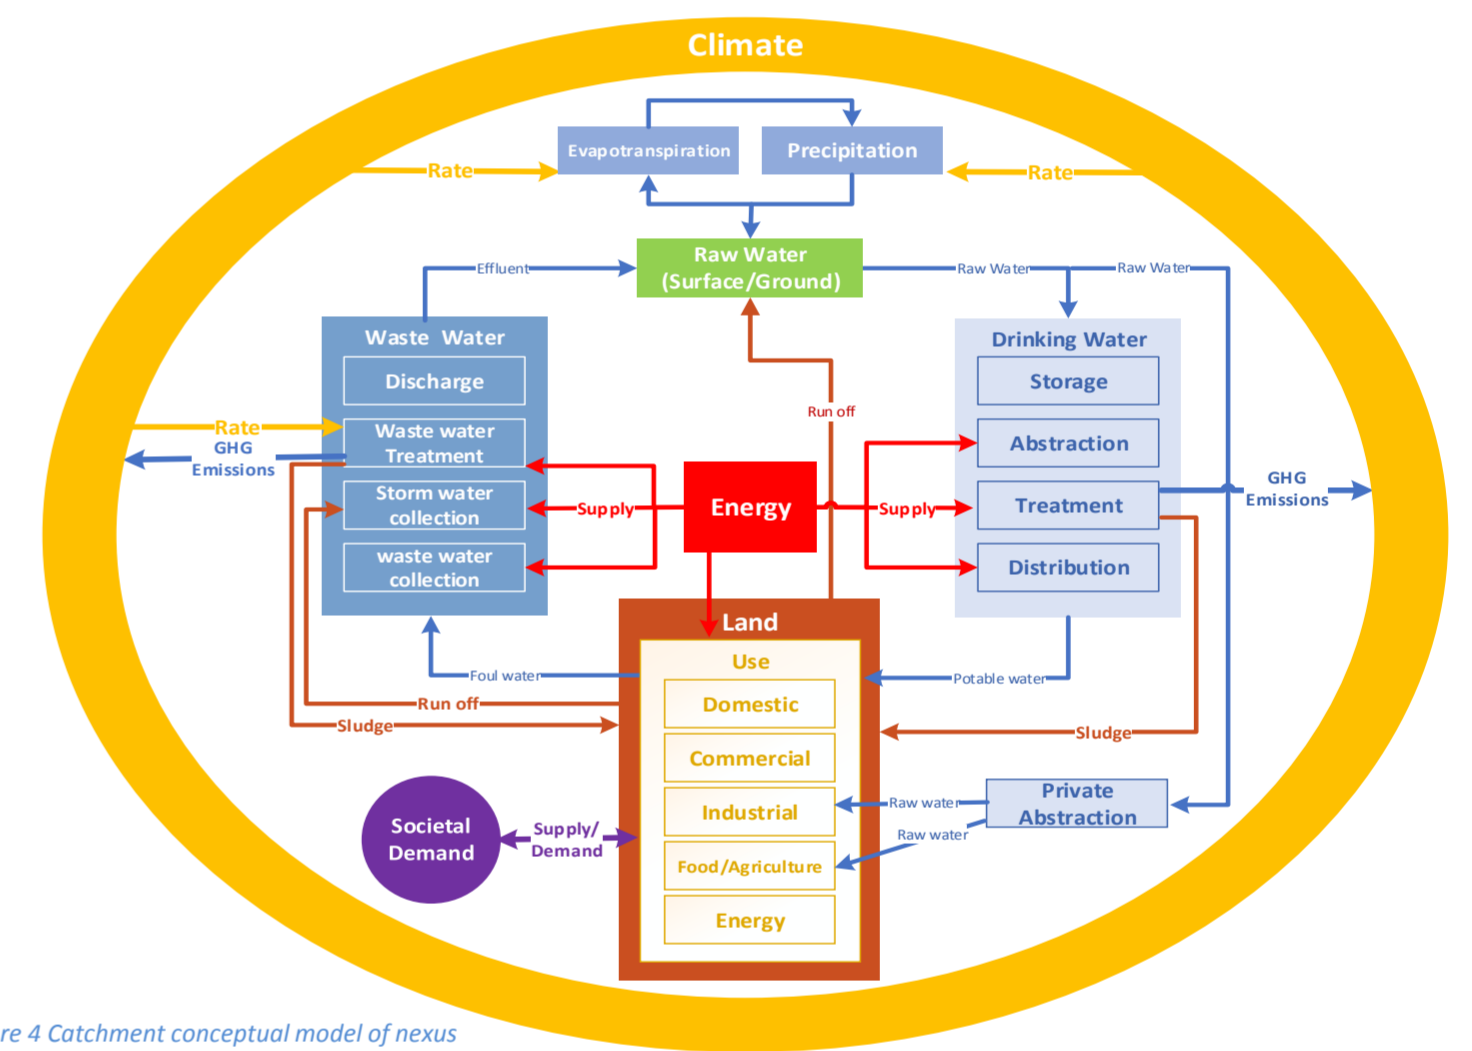 Climate
Evapotranspiration
Precipitation
Rate
Rate
Raw Water
(Surface/Ground)
Effluent
Raw Water
Raw Water
Waste  Water
Discharge
Waste water
Treatment
Storm water
collection
waste water
collection
Rate
GHG
Emissions
Drinking Water
Storage
Abstraction
Treatment
Distribution
GHG
Emissions
Run off
Energy
Supply
Supply
Land
Use
Domestic
Commercial
Industrial
Food/Agriculture
Energy
Foul water
Run off
Sludge
Potable water
Sludge
Private
Abstraction
Raw water
Raw water
Societal
Demand
Supply/
Demand
re 4 Catchment conceptual model of nexus